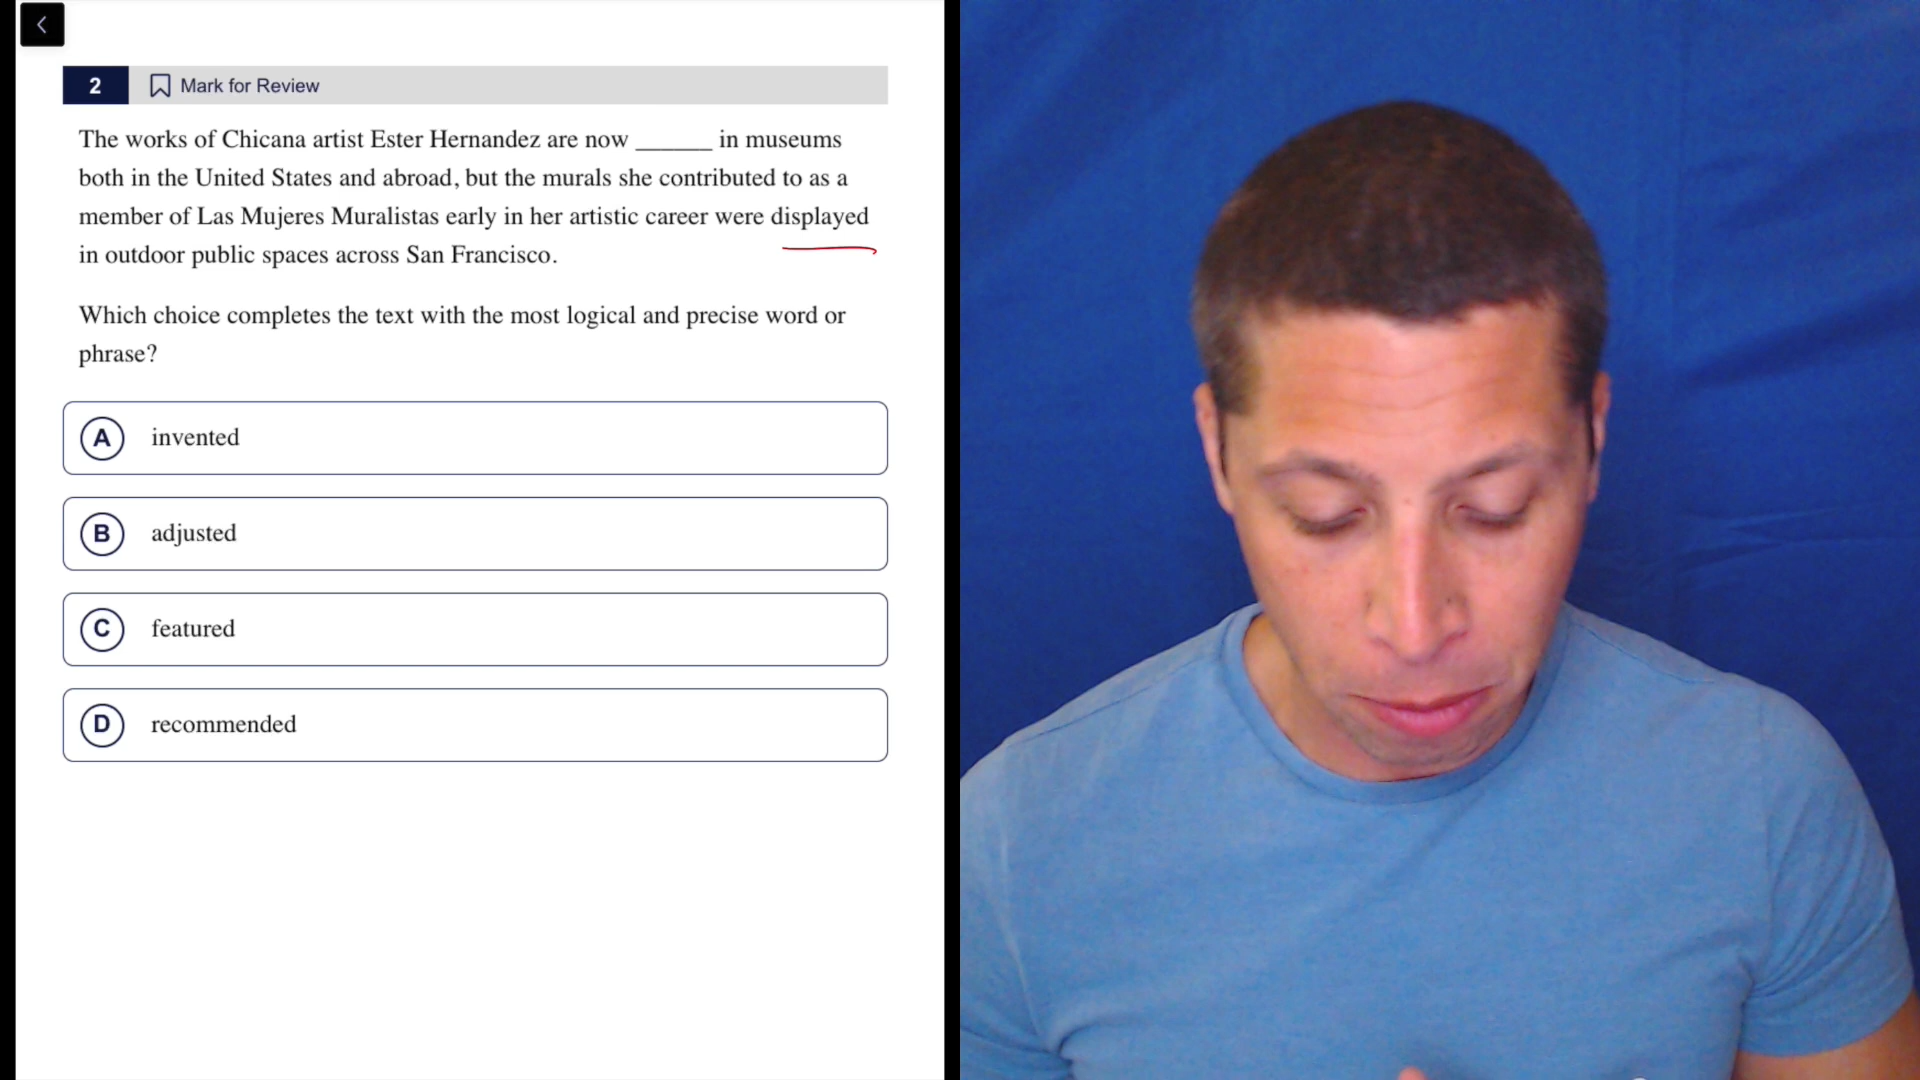 2 Mark for Review
The works of Chicana artist Ester Hernandez are now ______ in museums
both in the United States and abroad, but the murals she contributed to as a
member of Las Mujeres Muralistas early in her artistic career were displayed
in outdoor public spaces across San Francisco.
Which choice completes the text with the most logical and precise word or
phrase?
A invented
B adjusted
C featured
D recommended